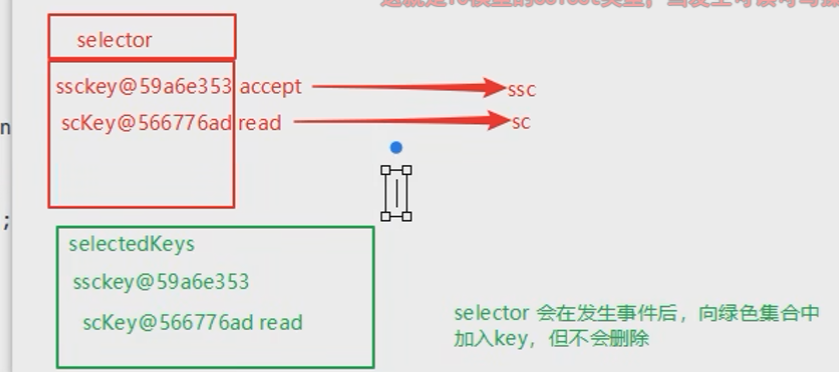 selector
ssckey@59a6e353 accept
ssc
scKey@566776ad read
sc
n
;
selectedKeys
ssckey@59a6e353
scKey@566776ad read
selector 会在发生事件后，向绿色集合中
加入key，但不会删除